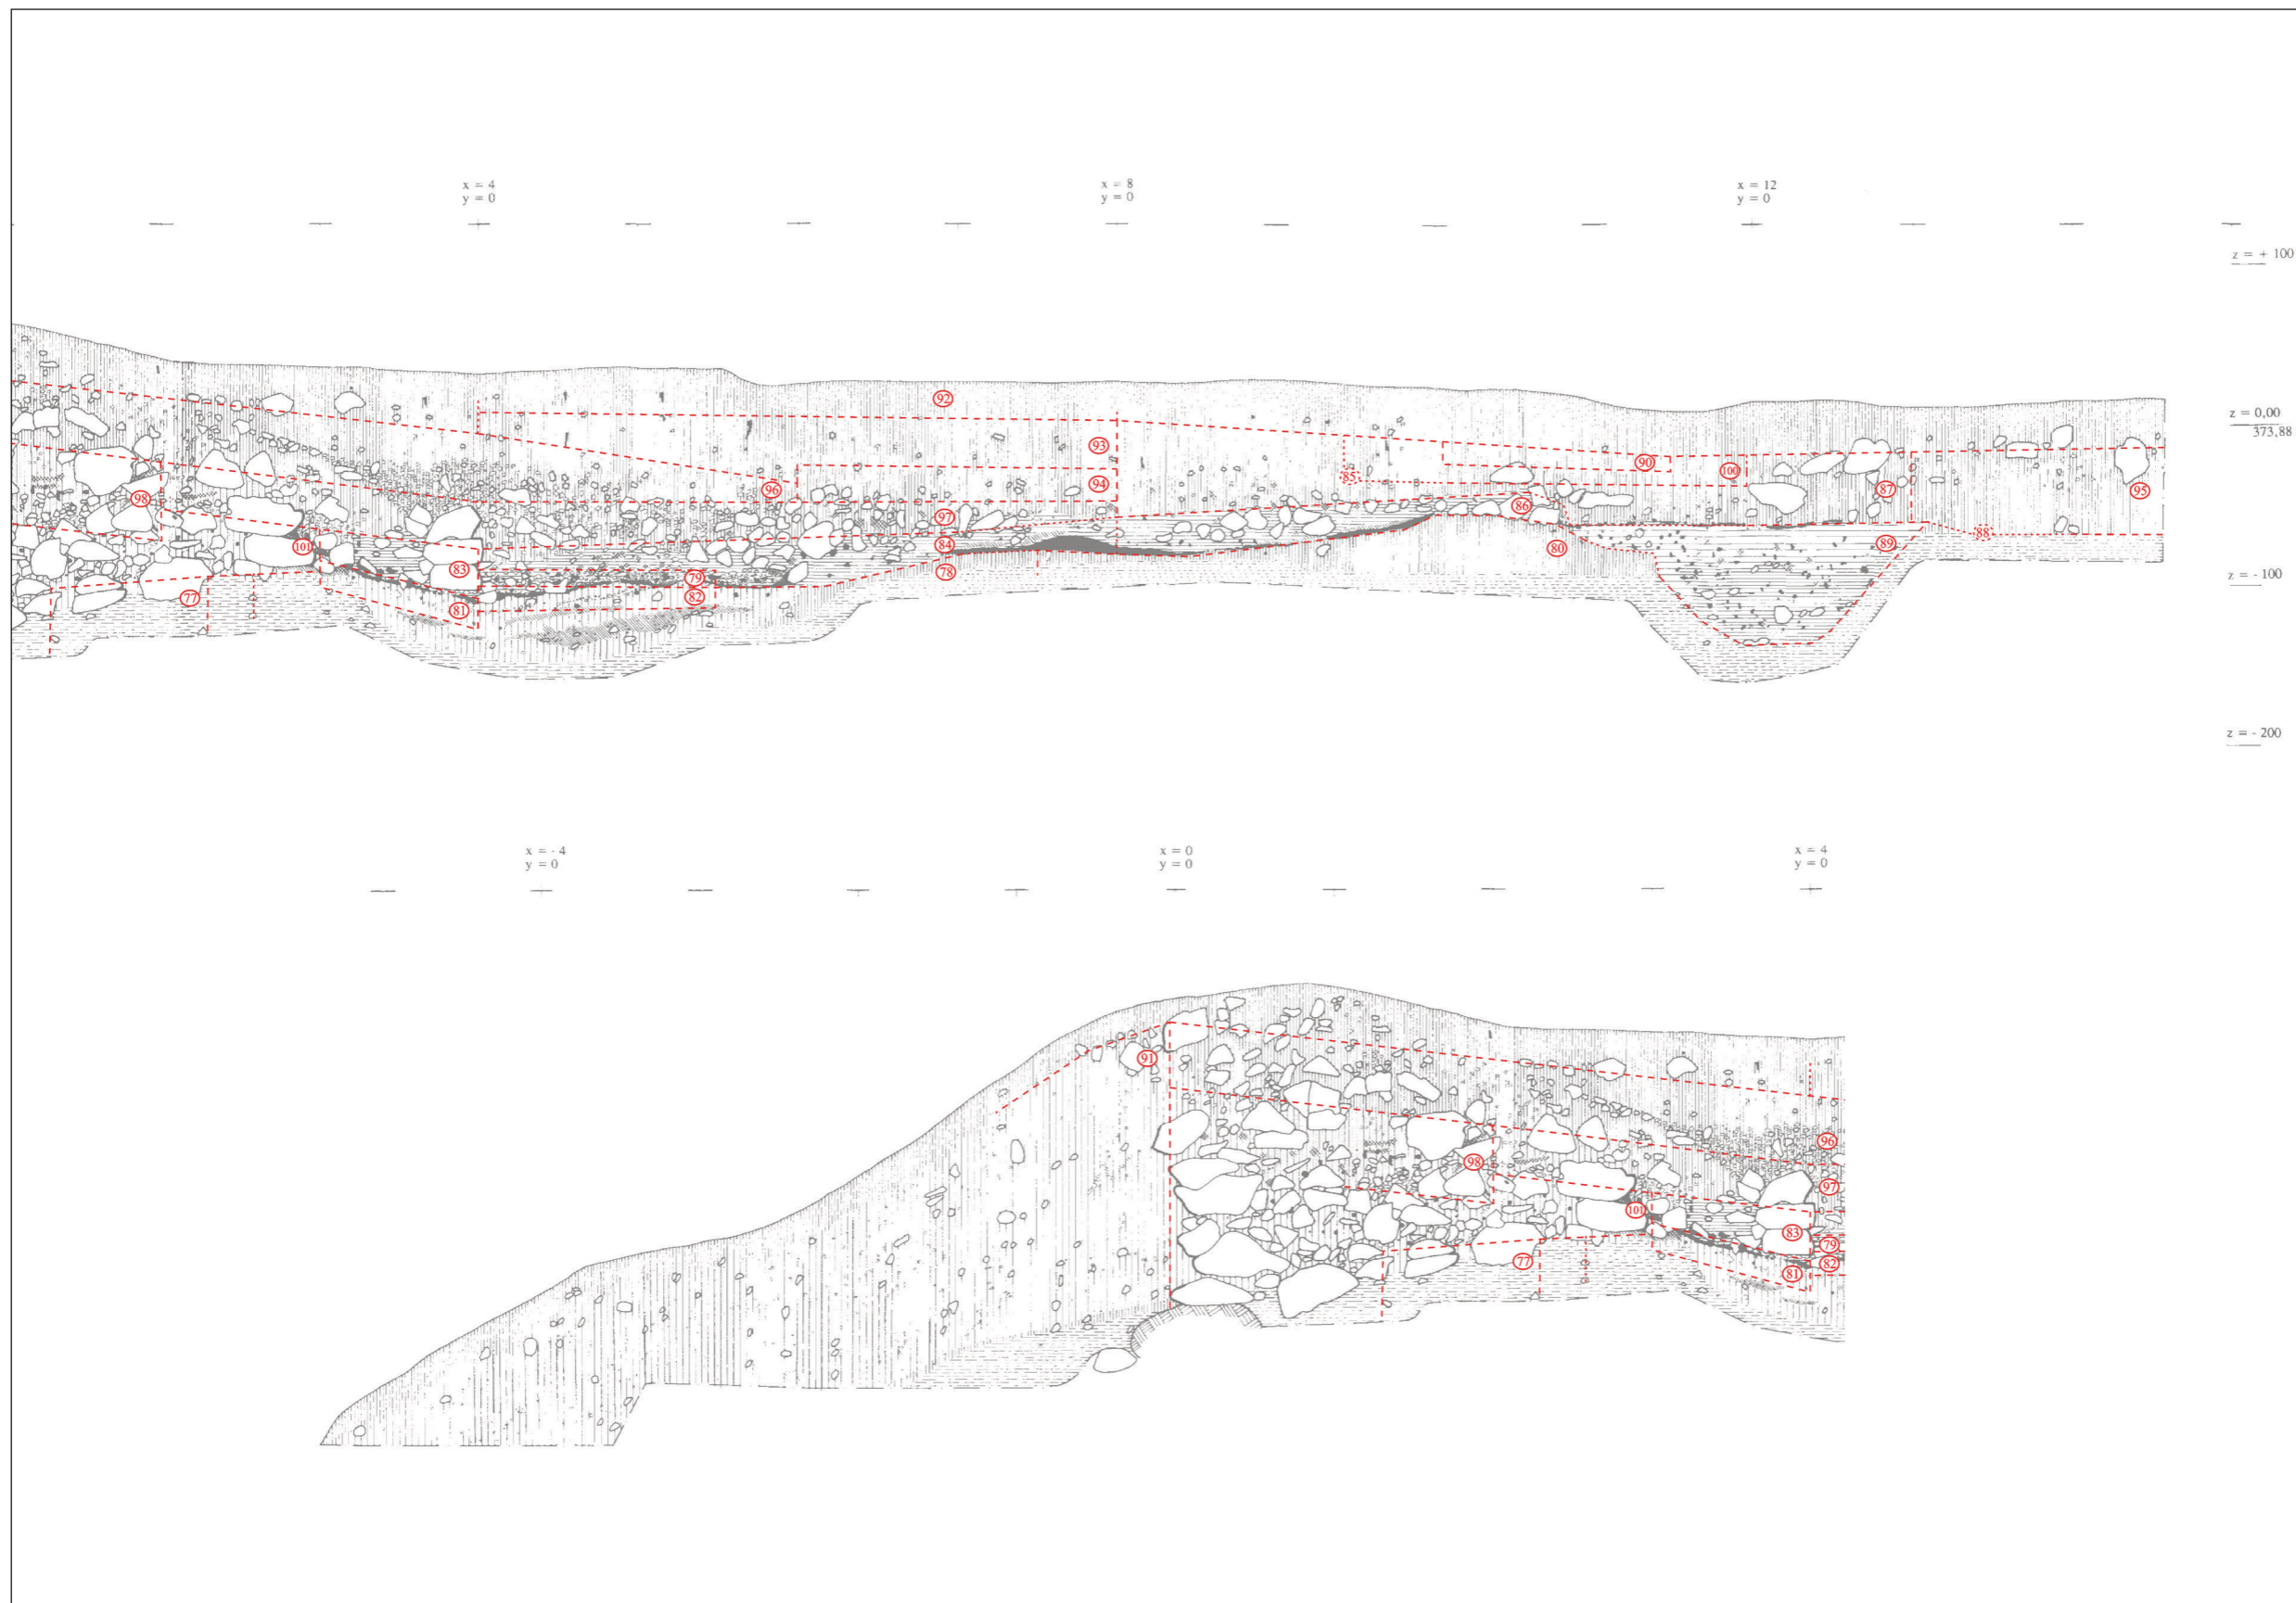 x = 4
y = 0
x = 8
y = 0
x = 12
y = 0
z = + 100
z = 0,00
373,88
z = - 100
z = - 200
92
93
94
96
97
84
78
98
101
83
79
82
81
77
85
90
100
87
95
86
80
89
88
x = - 4
y = 0
x = 0
y = 0
x = 4
y = 0
91
98
96
97
101
83
79
82
81
77